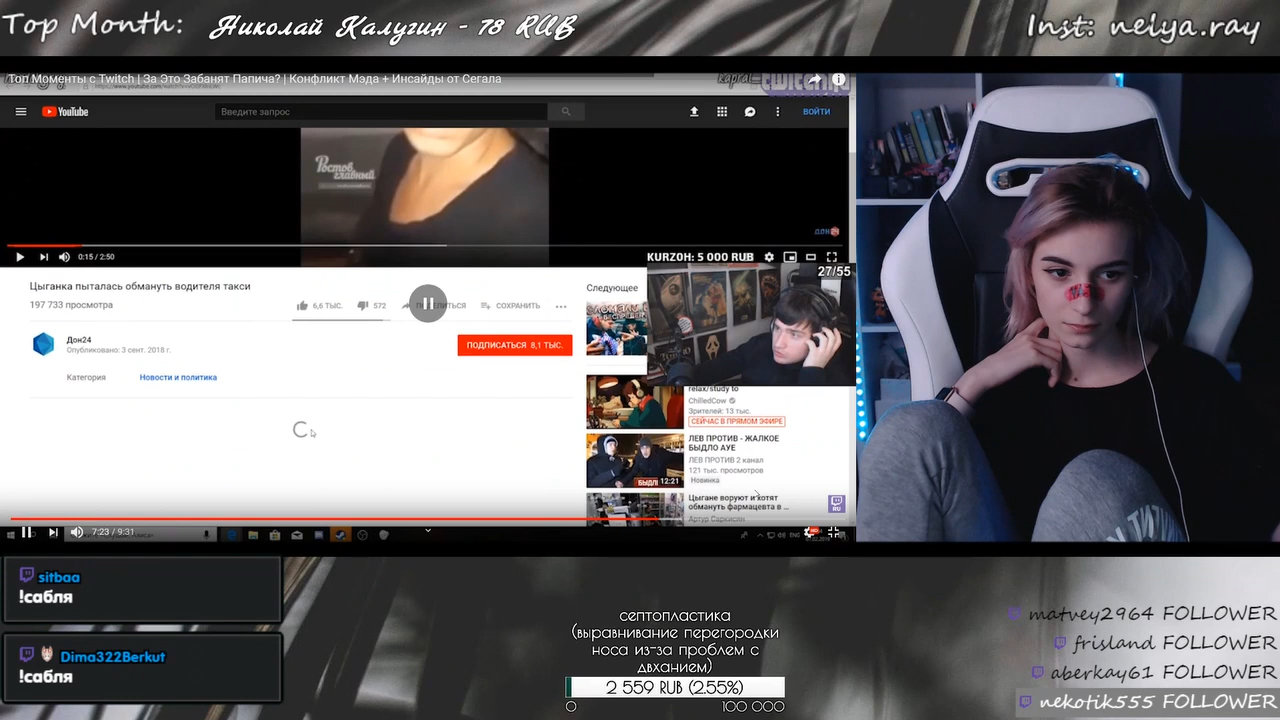 Top Month:
Николай Калугин - 78 RUB
Inst: nelya.ray
Топ Моменты с Twitch | За Это Забанят Папича? | Конфликт Мэда + Инсайды от Сегала
YouTube
Введите запрос
ВОЙТИ
Ростов
главный
ДОН24
0:15 / 2:50
KURZOH: 5 000 RUB
27/55
Цыганка пыталась обмануть водителя такси
197 733 просмотра
6,6 ТЫС.
572
СОХРАНИТЬ
Следующее
Дон24
Опубликовано: 3 сент. 2018 г.
ПОДПИСАТЬСЯ 8,1 ТЫС.
Категория
Новости и политика
relax/study to
ChilledCow
Зрителей: 13 тыс.
СЕЙЧАС В ПРЯМОМ ЭФИРЕ
ЛЕВ ПРОТИВ - ЖАЛКОЕ
БЫДЛО АУЕ
ЛЕВ ПРОТИВ 2 канал
121 тыс. просмотров
Новинка
БЫДЛ
12:21
Цыгане воруют и хотят
обмануть фармацевта в ...
Артур Саркисян
RU
7:23 / 9:31
HD
sitbaa
!сабля
Dima322Berkut
!сабля
септопластика
(выравнивание перегородки
носа из-за проблем с
дыханием)
2 559 RUB (2.55%)
0
100 000
matvey2964 FOLLOWER
frisland FOLLOWER
aberkay61 FOLLOWER
nekotik555 FOLLOWER